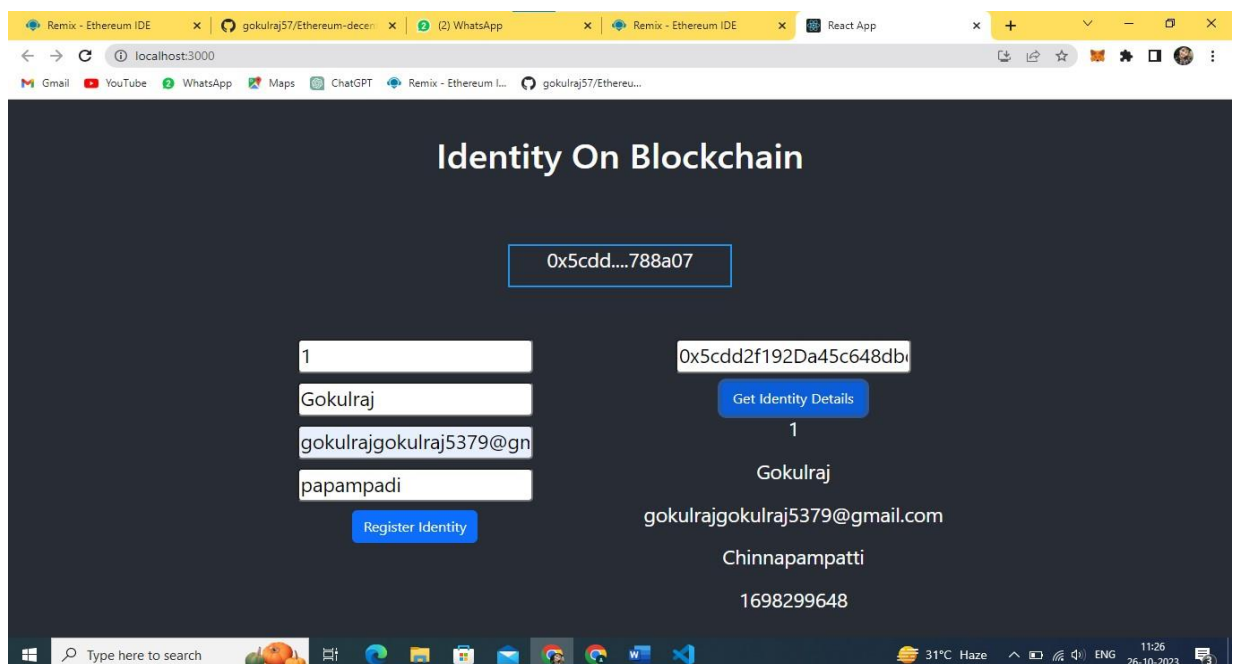 Remix - Ethereum IDE
gokulraj57/Ethereum-decen
(2) WhatsApp
Remix - Ethereum IDE
React App
localhost:3000
Gmail YouTube WhatsApp Maps ChatGPT Remix - Ethereum I... gokulraj57/Ethereu...
Identity On Blockchain
0x5cdd....788a07
1
Gokulraj
gokulrajgokulraj5379@gn
papampadi
Register Identity
0x5cdd2f192Da45c648db
Get Identity Details
1
Gokulraj
gokulrajgokulraj5379@gmail.com
Chinnapampatti
1698299648
Type here to search
31°C Haze
ENG
11:26
26-10-2023
3